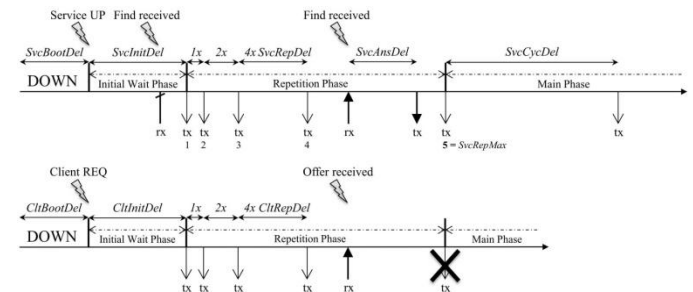 Service UP Find received Find received
SvcBootDel SvcInitDel 1x 2x 4x SvcRepDel SvcAnsDel SvcCycDel
DOWN Initial Wait Phase Repetition Phase Main Phase
rx tx tx tx tx rx tx tx tx
1 2 3 4 5 = SvcRepMax
Client REQ Offer received
CltBootDel CltInitDel 1x 2x 4x CltRepDel
DOWN Initial Wait Phase Repetition Phase Main Phase
tx tx tx tx rx tx